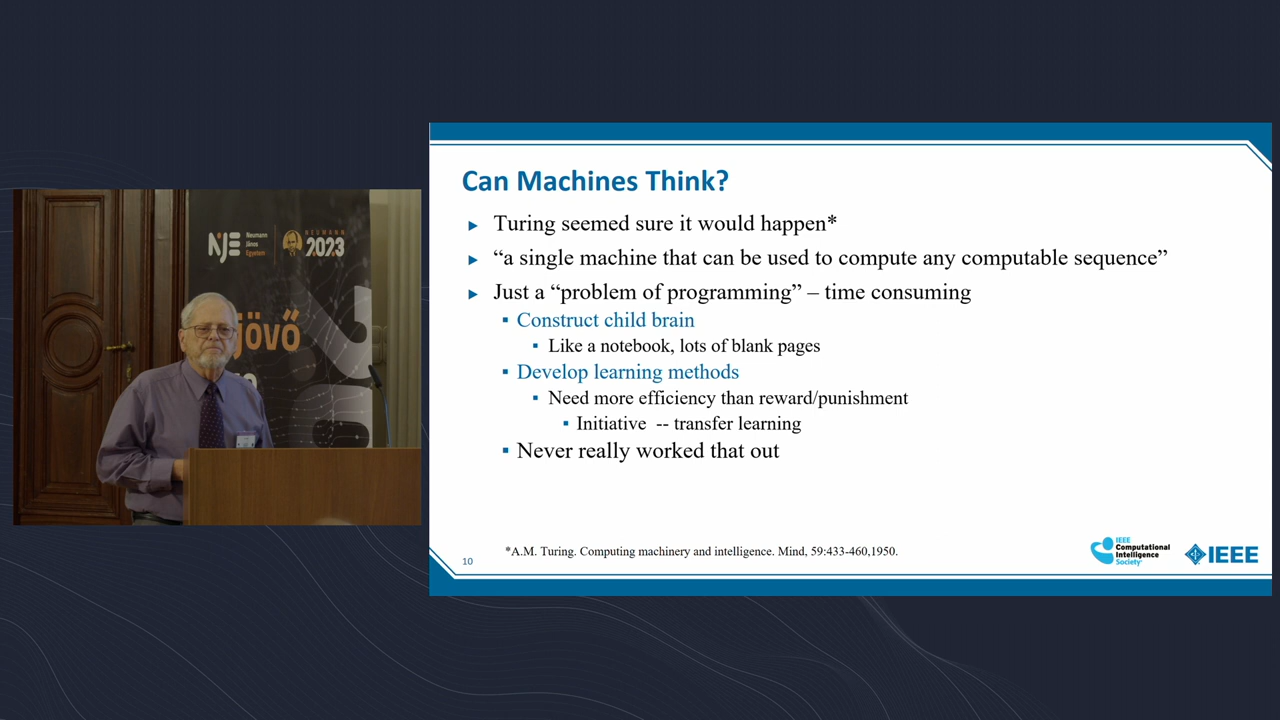 NJE
Neumann
János
Egyetem
NEUMANN
2023
jövő
Can Machines Think?
Turing seemed sure it would happen*
“a single machine that can be used to compute any computable sequence”
Just a “problem of programming” – time consuming
Construct child brain
Like a notebook, lots of blank pages
Develop learning methods
Need more efficiency than reward/punishment
Initiative -- transfer learning
Never really worked that out
*A.M. Turing. Computing machinery and intelligence. Mind, 59:433-460,1950.
10
IEEE
Computational
Intelligence
Society
IEEE